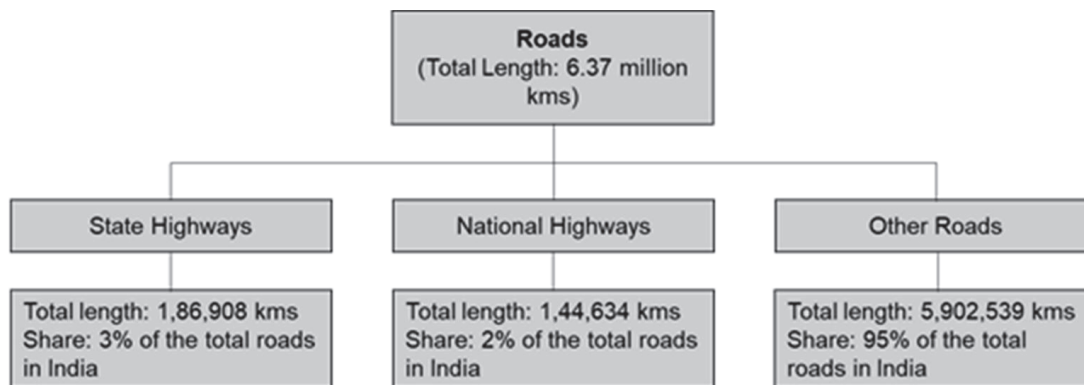 Roads
(Total Length: 6.37 million
kms)
State Highways
National Highways
Other Roads
Total length: 1,86,908 kms
Share: 3% of the total roads
in India
Total length: 1,44,634 kms
Share: 2% of the total roads
in India
Total length: 5,902,539 kms
Share: 95% of the total
roads in India